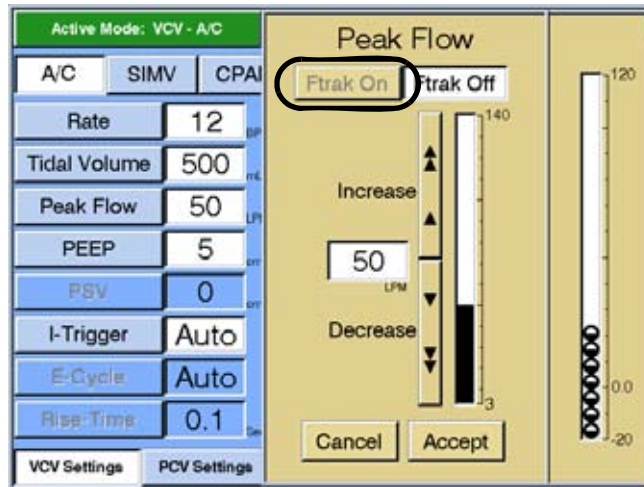 Active Mode: VCV - A/C
A/C SIMV CPAP
Rate 12
Tidal Volume 500 mL
Peak Flow 50
PEEP 5
PSV 0
I-Trigger Auto
E-Cycle Auto
Rise-Time 0.1
VCV Settings PCV Settings
Peak Flow
Ftrak On Ftrak Off
140
Increase
50
LPM
Decrease
3
Cancel Accept
120
0.0
-20